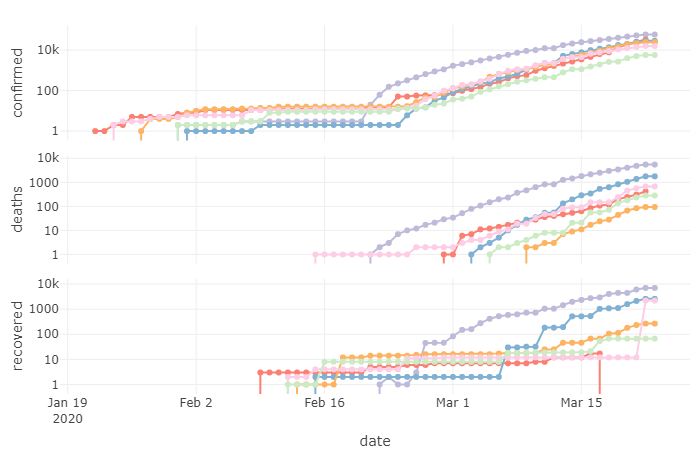 confirmed
10k
100
1
deaths
10k
1000
100
10
1
recovered
10k
1000
100
10
1
Jan 19
2020
Feb 2
Feb 16
Mar 1
Mar 15
date